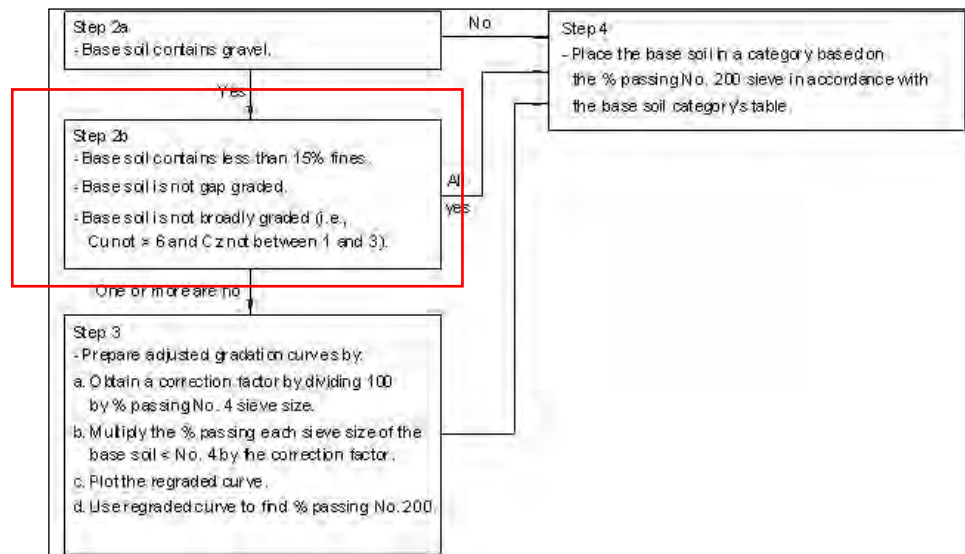 Step 2a
- Base soil contains gravel.
No
Step 4
- Place the base soil in a category based on
the % passing No. 200 sieve in accordance with
the base soil category's table.
Yes
Step 2b
- Base soil contains less than 15% fines.
- Base soil is not gap graded.
- Base soil is not broadly graded (i.e.,
Cu not > 6 and Cz not between 1 and 3).
All
yes
One or more are no
Step 3
- Prepare adjusted gradation curves by:
a. Obtain a correction factor by dividing 100
by % passing No. 4 sieve size.
b. Multiply the % passing each sieve size of the
base soil < No. 4 by the correction factor.
c. Plot the regraded curve.
d. Use regraded curve to find % passing No. 200.